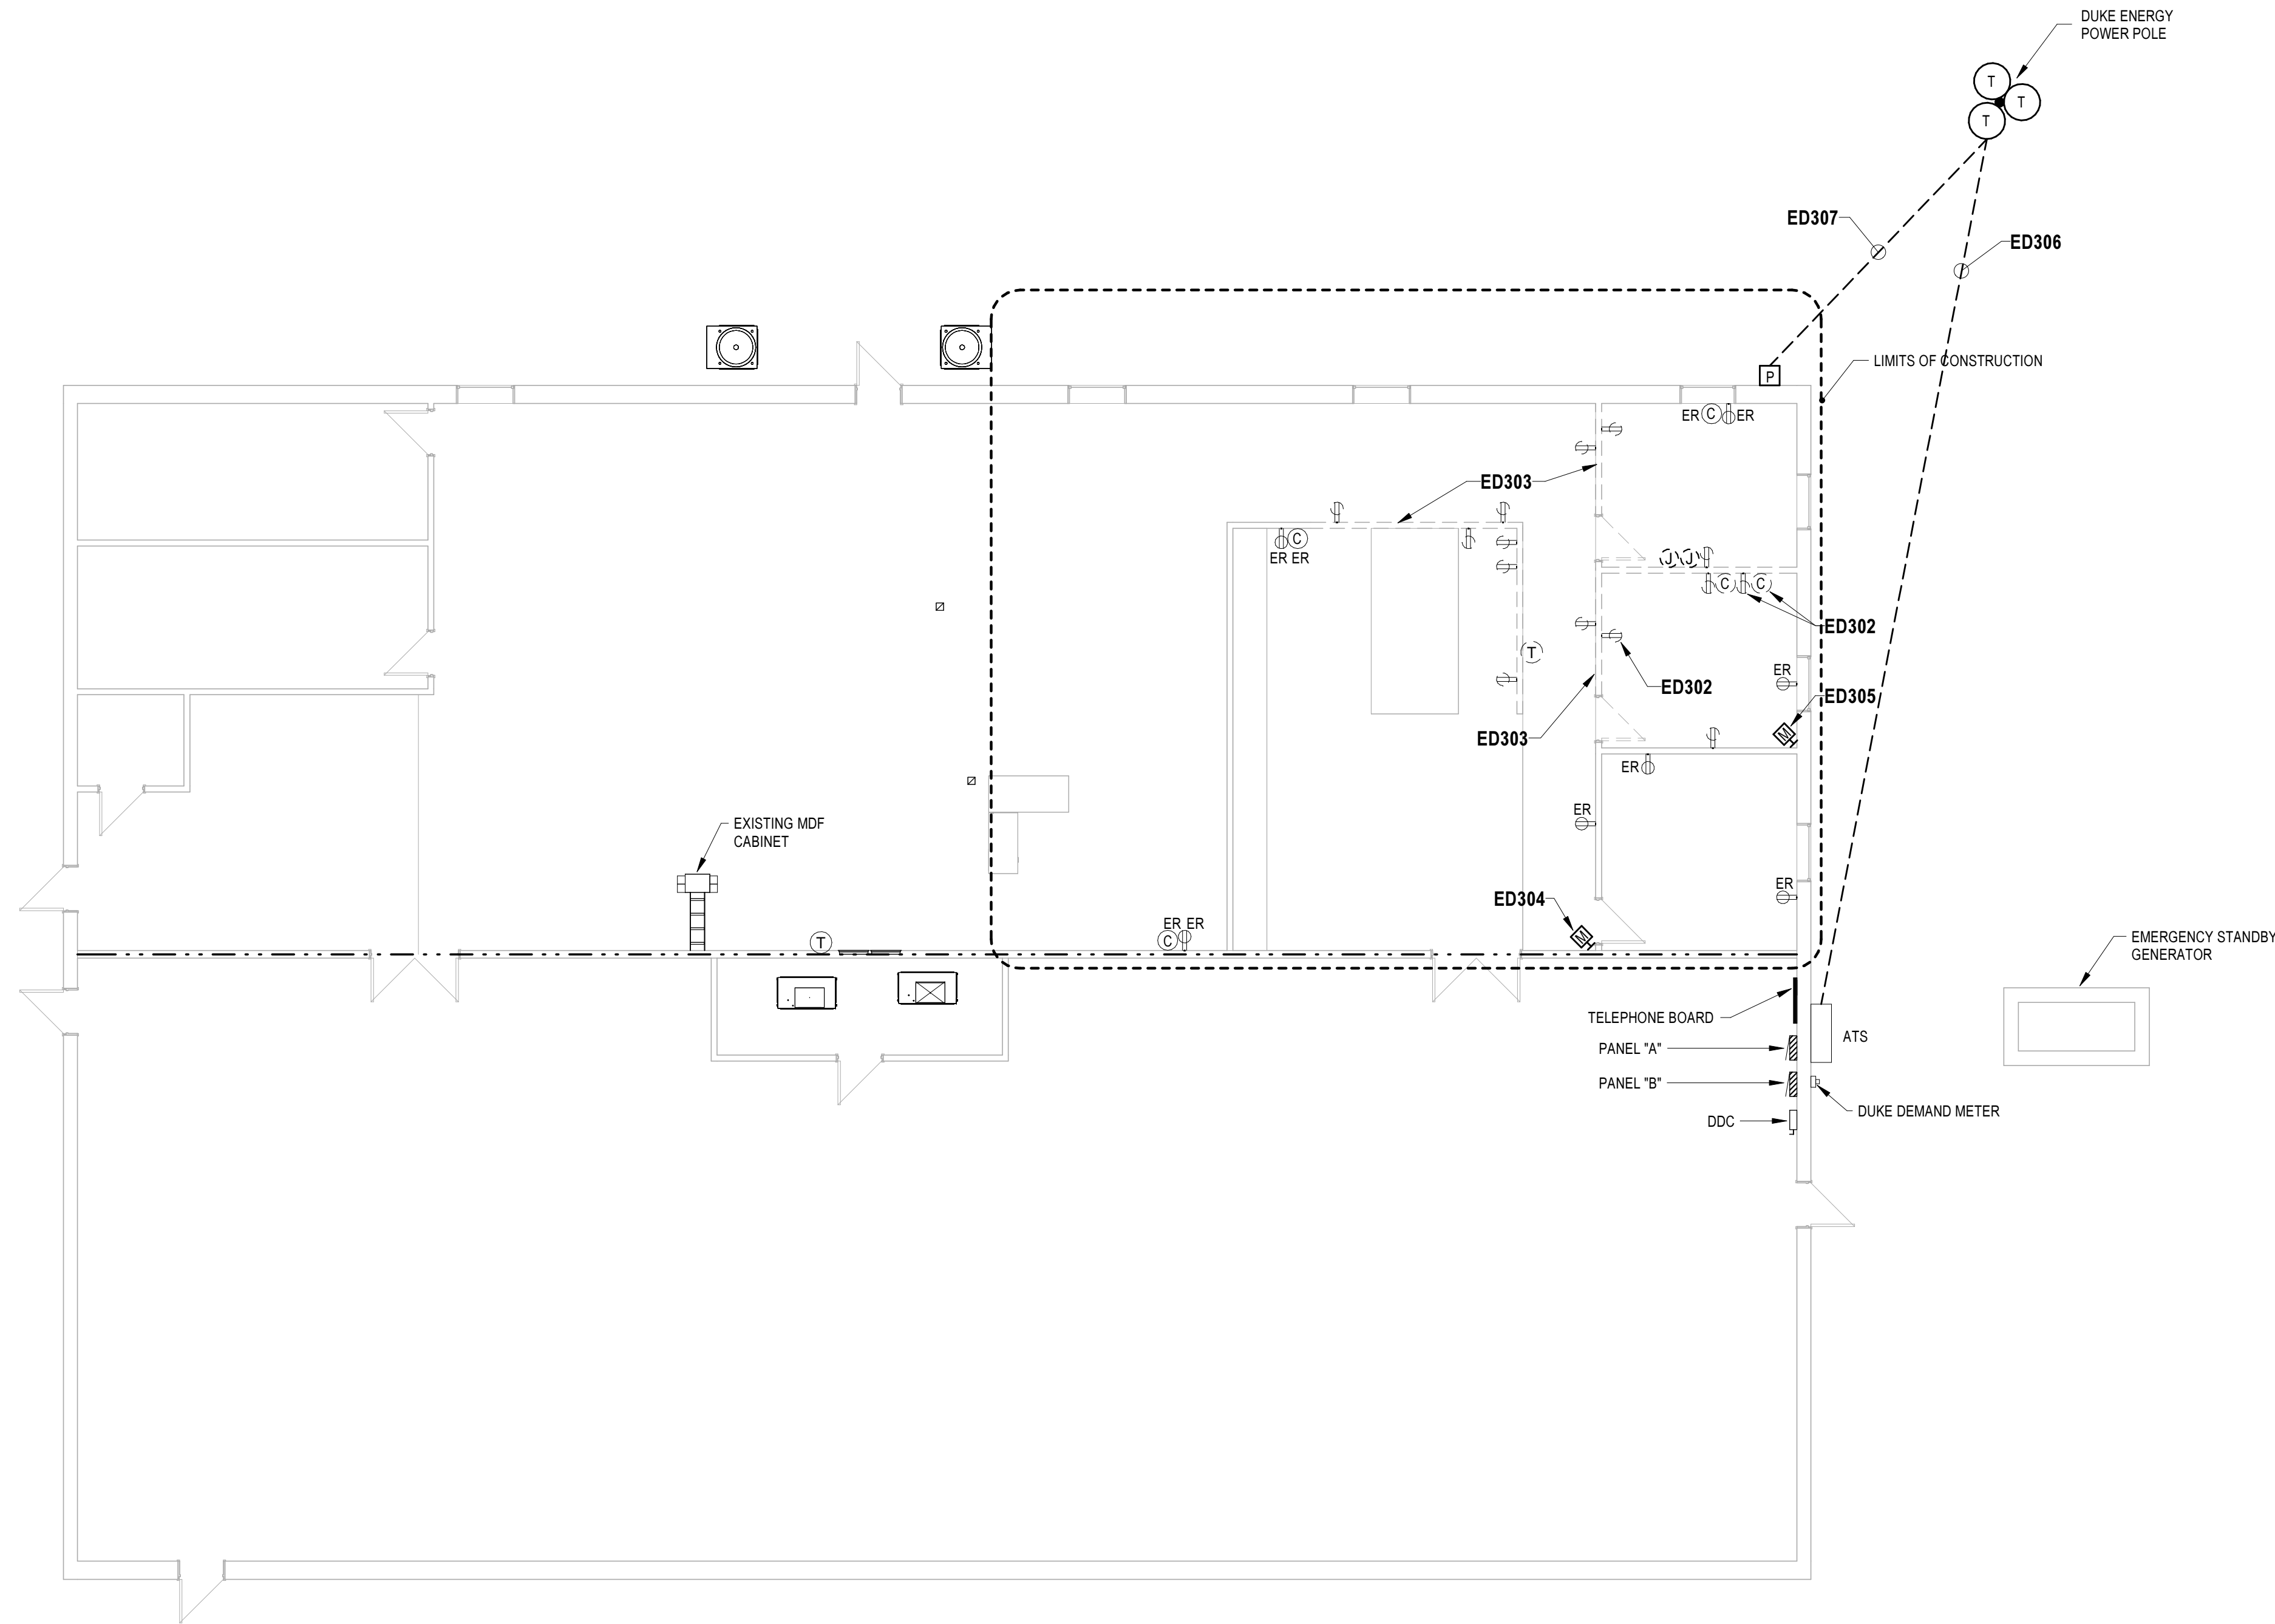 DUKE ENERGY
POWER POLE
T
T
T
ED307
ED306
LIMITS OF CONSTRUCTION
P
ER C ER
ED303
C
ER ER
J J
C C
ED302
T
ER
ED302
ED305
M
ED303
ER
ER
EXISTING MDF
CABINET
ER
ED304
M
ER ER
C
T
EMERGENCY STANDBY
GENERATOR
TELEPHONE BOARD
ATS
PANEL "A"
PANEL "B"
DUKE DEMAND METER
DDC